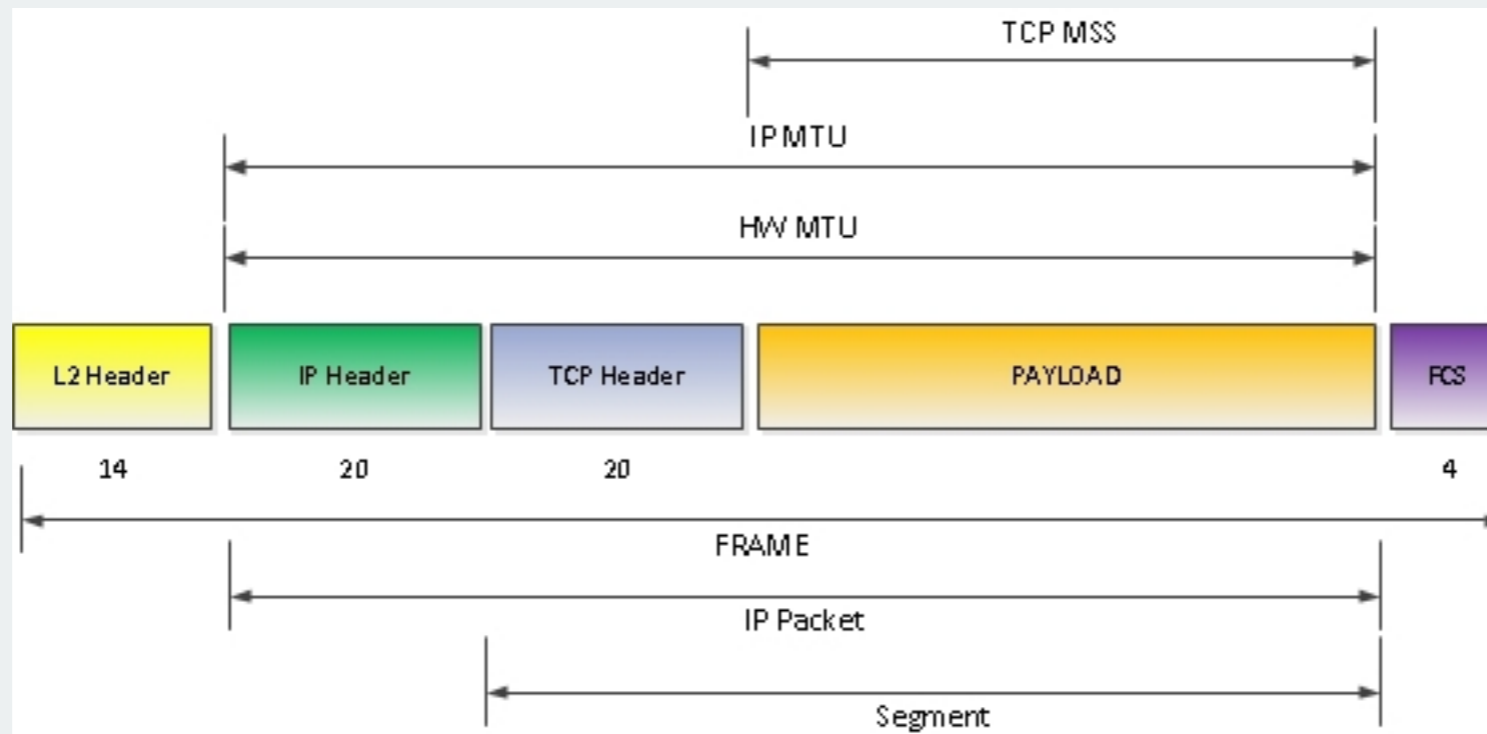 TCP MSS
IP MTU
HW MTU
L2 Header
IP Header
TCP Header
PAYLOAD
FCS
14
20
20
4
FRAME
IP Packet
Segment